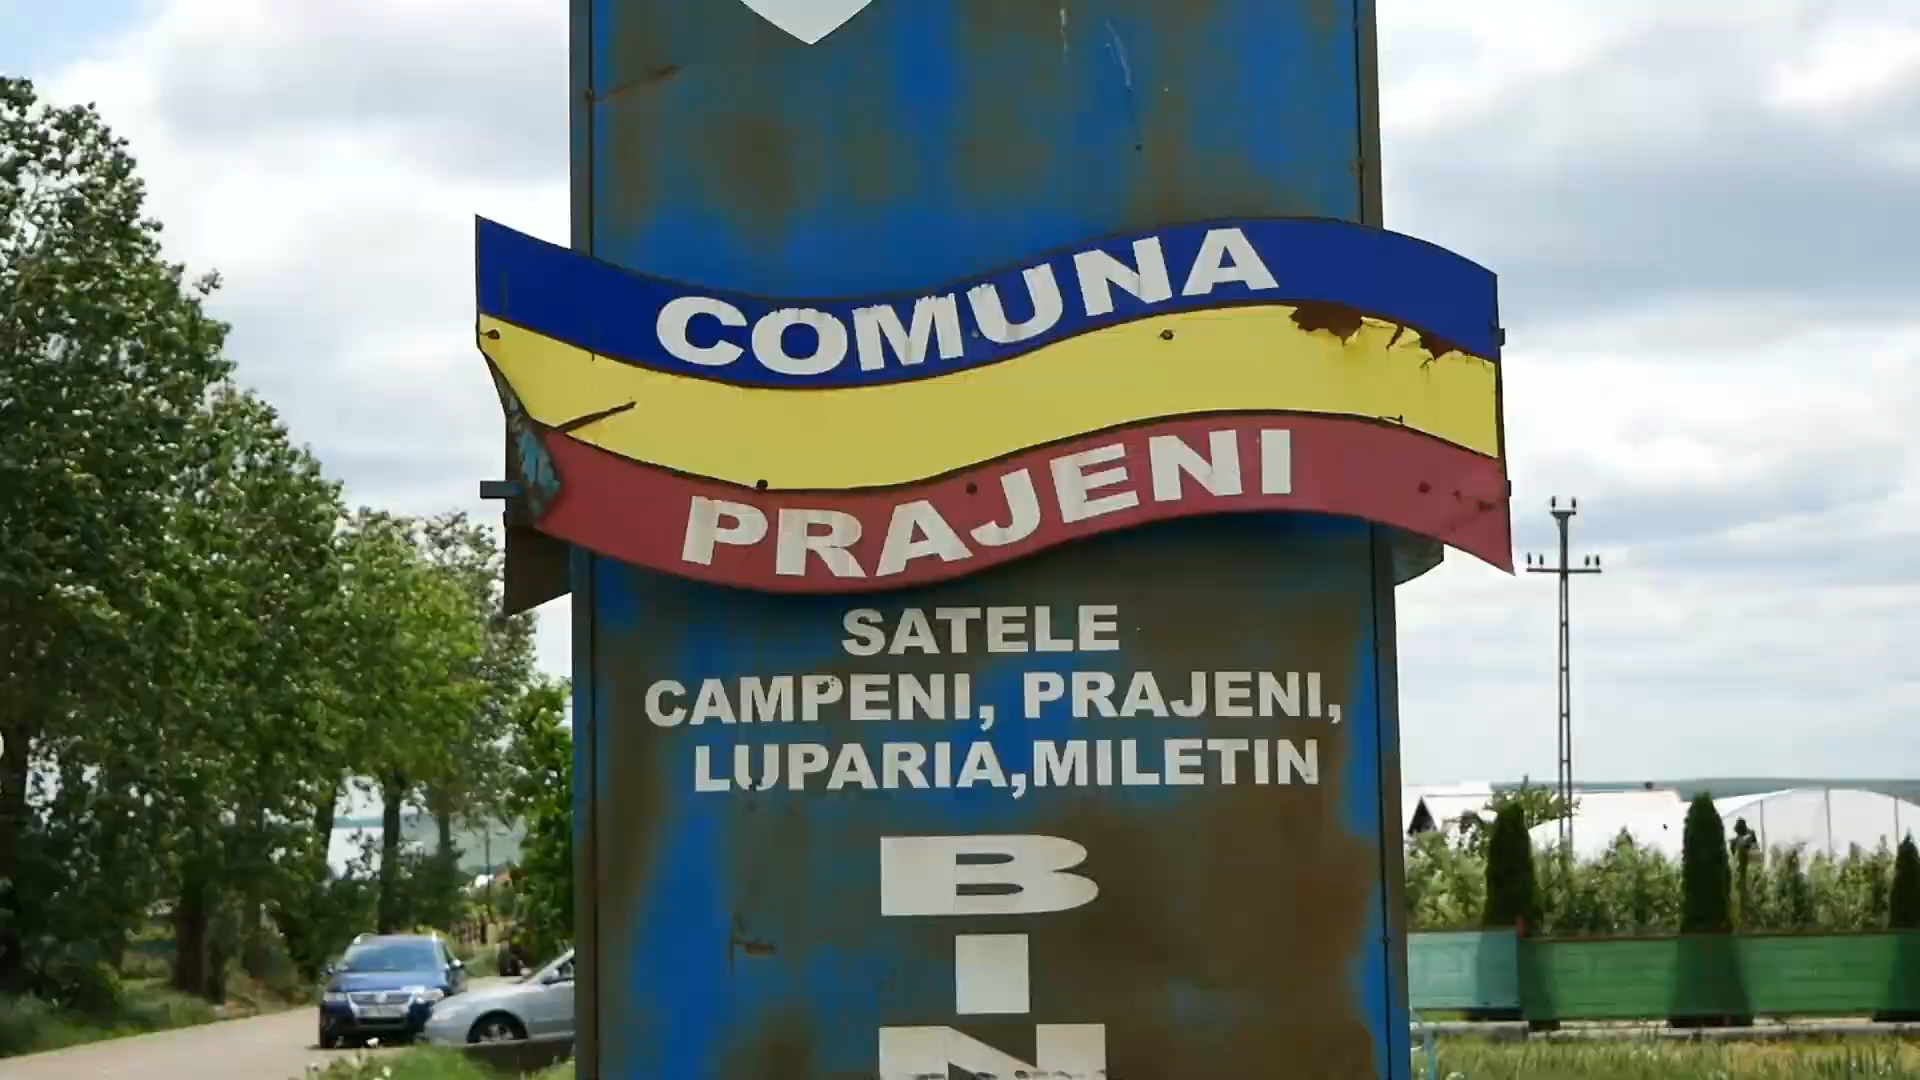 COMUNA
PRAJENI
SATELE
CAMPENI, PRAJENI,
LUPARIA,MILETIN
B
I
N